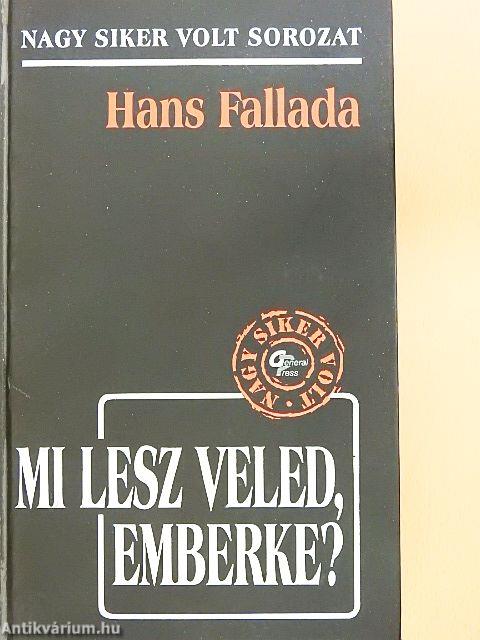 NAGY SIKER VOLT SOROZAT
Hans Fallada
NAGY SIKER VOLT •
General
Press
MI LESZ VELED,
EMBERKE?
Antikvárium.hu